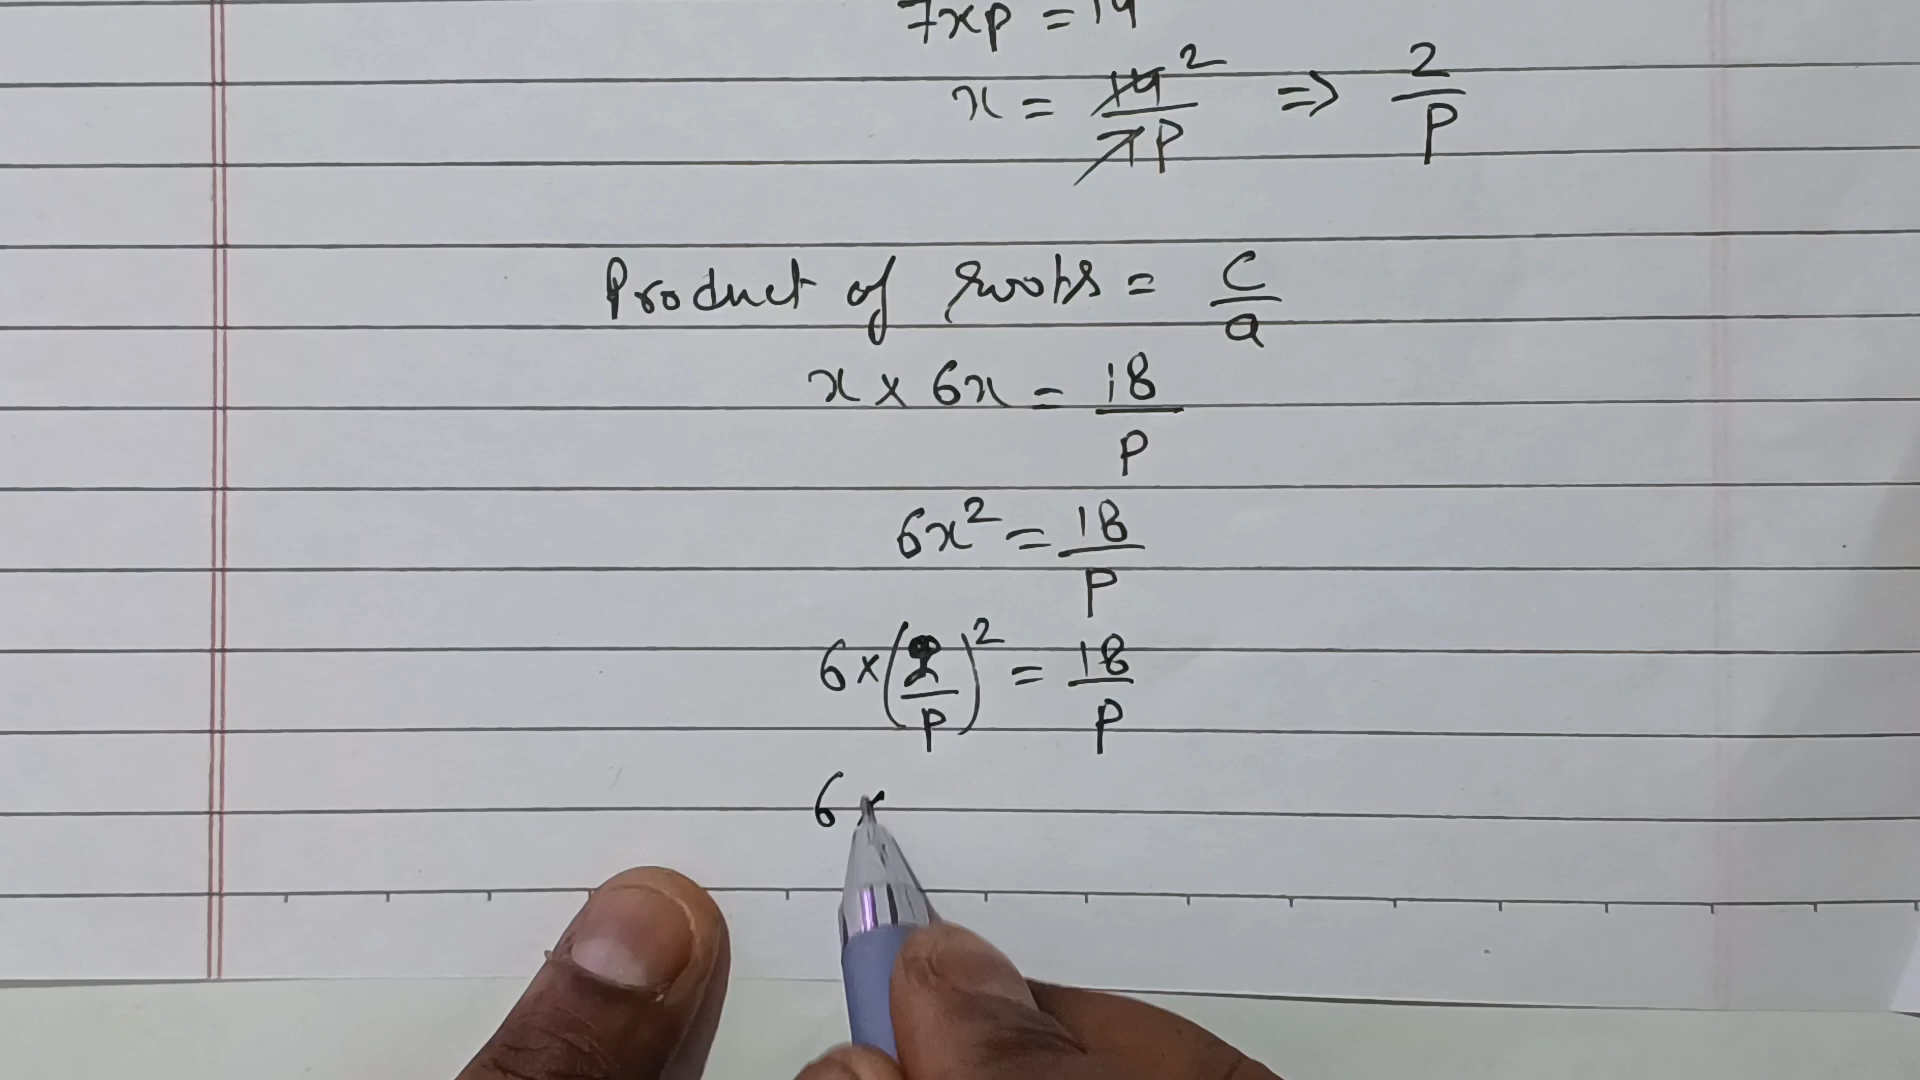 7xp = 14
x = 14 2 / 7P ⇒ 2/P
Product of roots = c/a
x × 6x = 18/P
6x² = 18/P
6 × (2/P)² = 18/P
6 ×